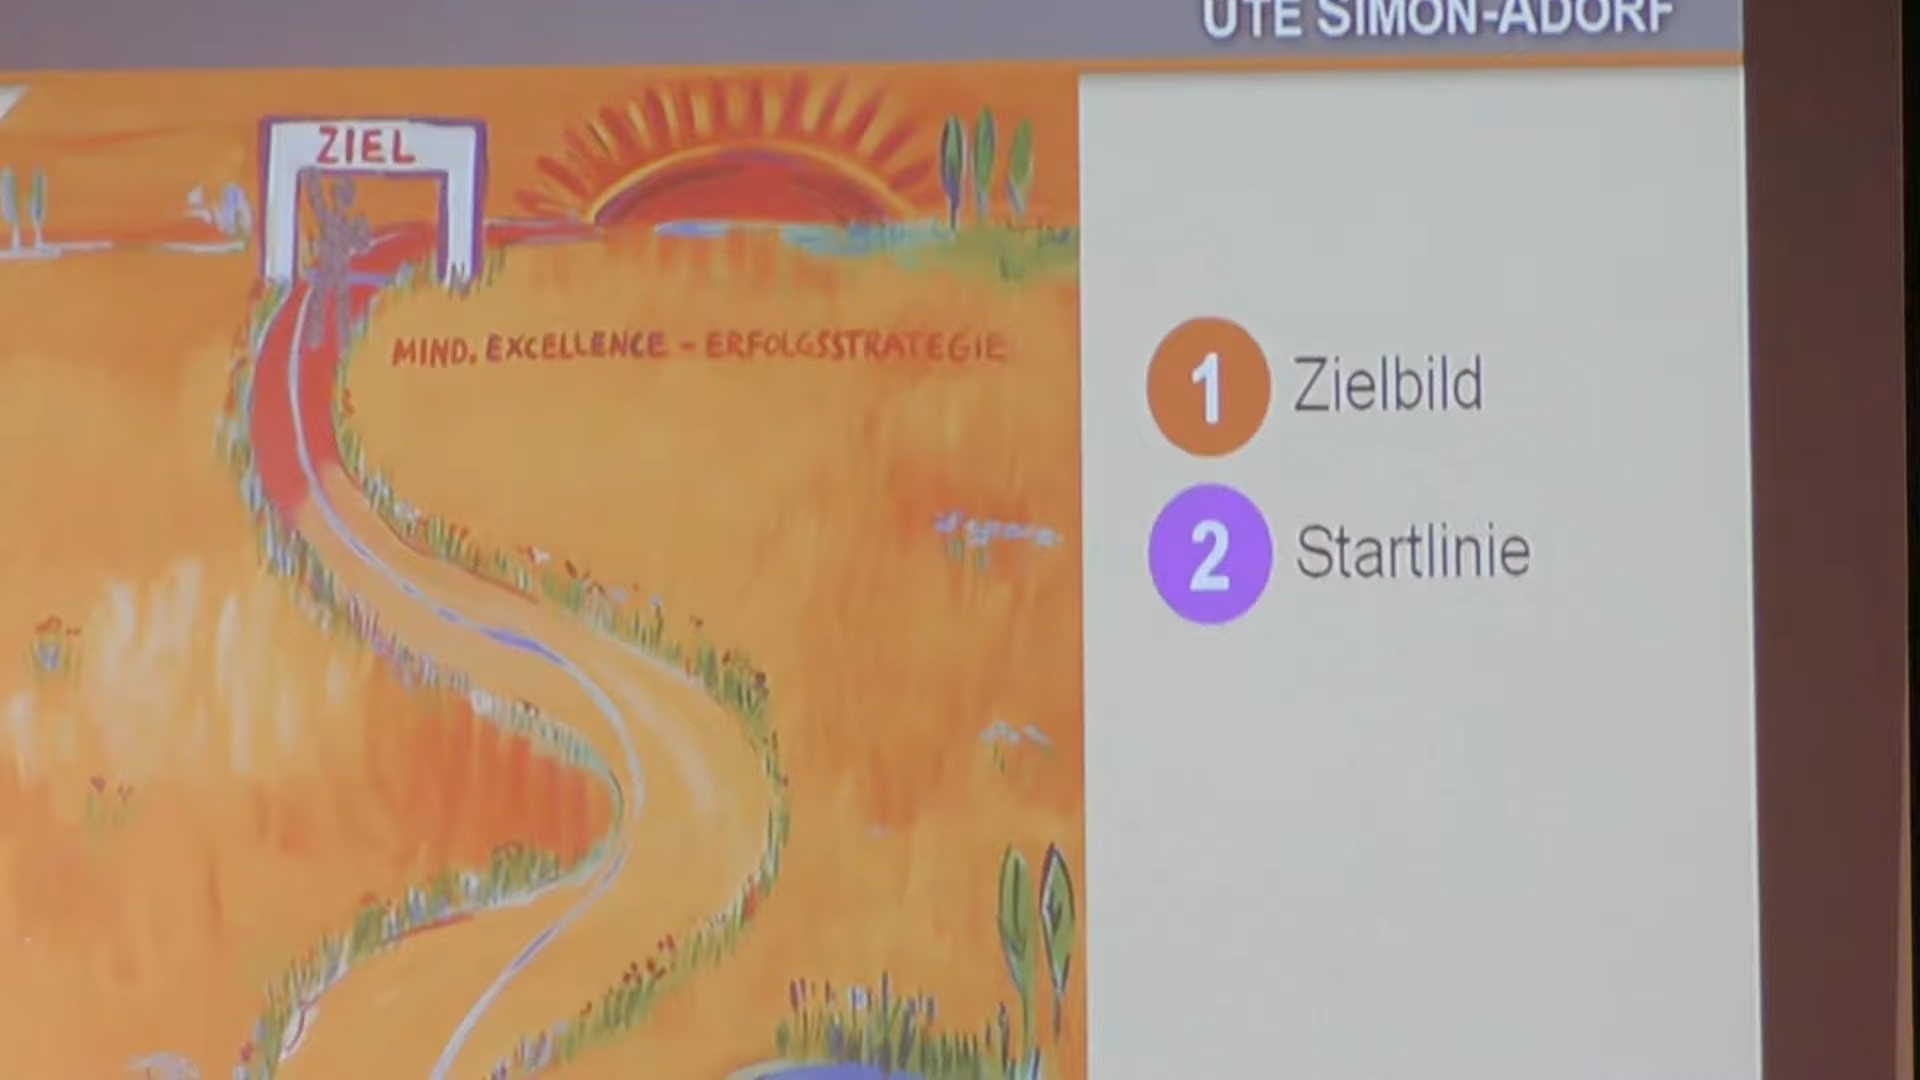 UTE SIMON-ADORF
ZIEL
MIND. EXCELLENCE - ERFOLGSSTRATEGIE
1 Zielbild
2 Startlinie